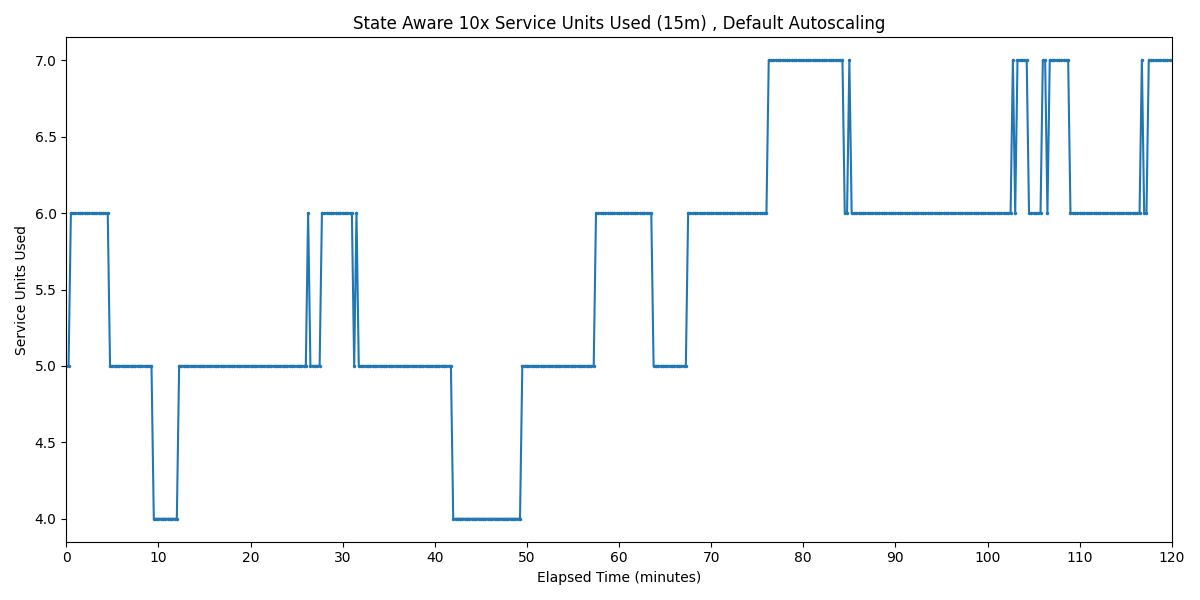 State Aware 10x Service Units Used (15m) , Default Autoscaling
7.0
6.5
6.0
5.5
5.0
4.5
4.0
Service Units Used
0 10 20 30 40 50 60 70 80 90 100 110 120
Elapsed Time (minutes)